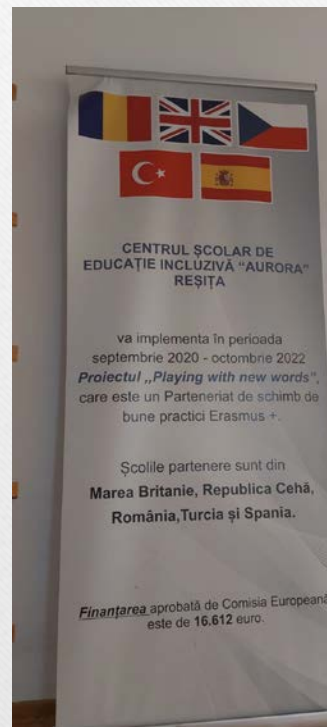 CENTRUL ȘCOLAR DE
EDUCAȚIE INCLUZIVĂ "AURORA"
REȘIȚA
va implementa în perioada
septembrie 2020 - octombrie 2022
Proiectul „Playing with new words”,
care este un Parteneriat de schimb de
bune practici Erasmus +.
Școlile partenere sunt din
Marea Britanie, Republica Cehă,
România,Turcia și Spania.
Finanțarea aprobată de Comisia Europeană
este de 16.612 euro.